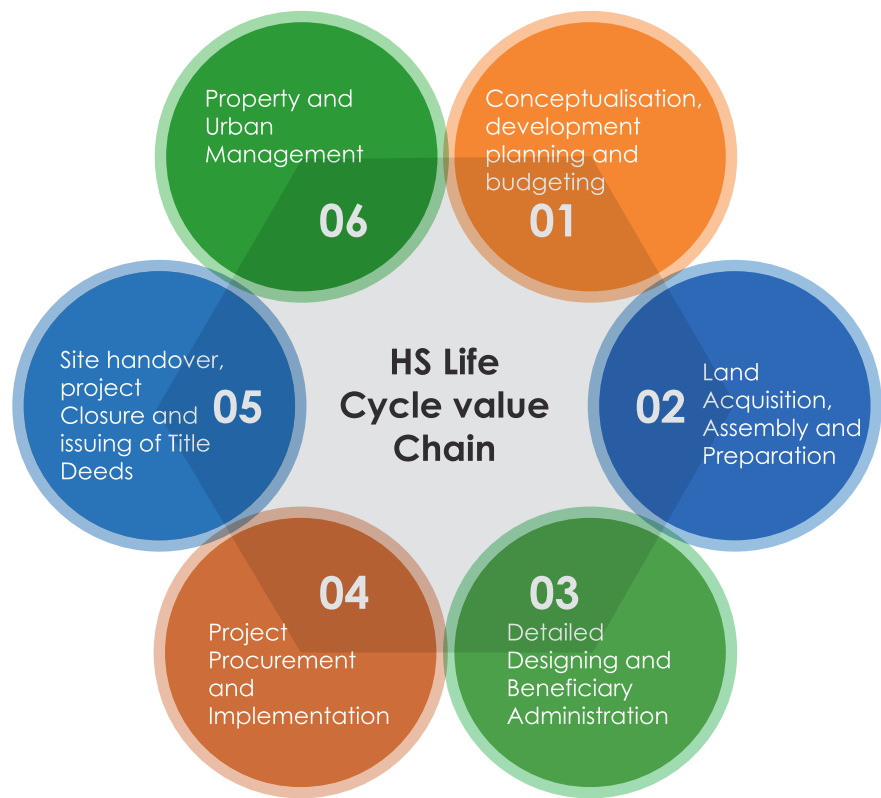 HS Life
Cycle value
Chain
Conceptualisation,
development
planning and
budgeting
01
02
Land
Acquisition,
Assembly and
Preparation
03
Detailed
Designing and
Beneficiary
Administration
04
Project
Procurement
and
Implementation
Site handover,
project
Closure and
issuing of Title
Deeds
05
Property and
Urban
Management
06